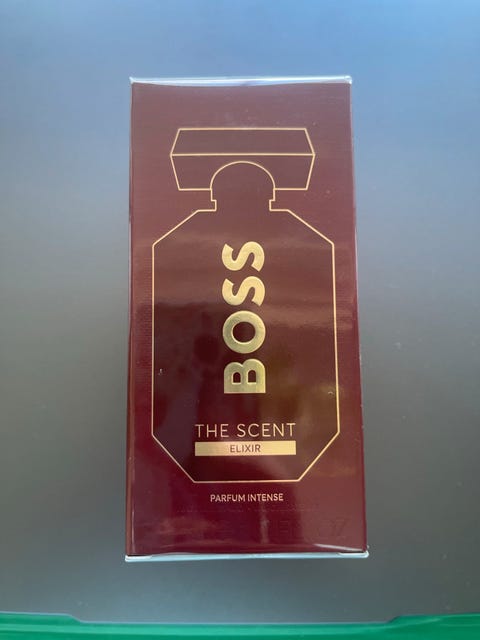 BOSS
THE SCENT
ELIXIR
PARFUM INTENSE